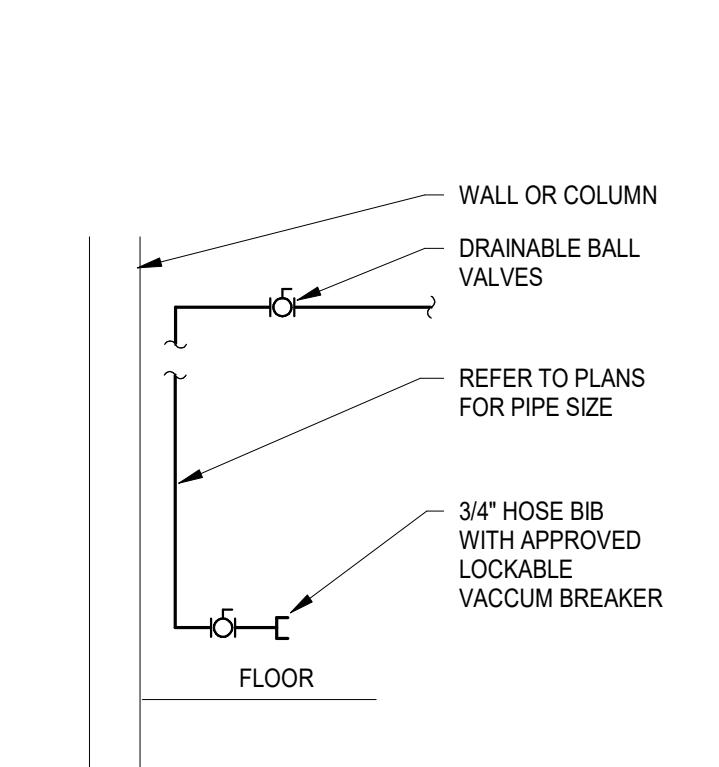 WALL OR COLUMN
DRAINABLE BALL
VALVES
REFER TO PLANS
FOR PIPE SIZE
3/4" HOSE BIB
WITH APPROVED
LOCKABLE
VACCUM BREAKER
FLOOR